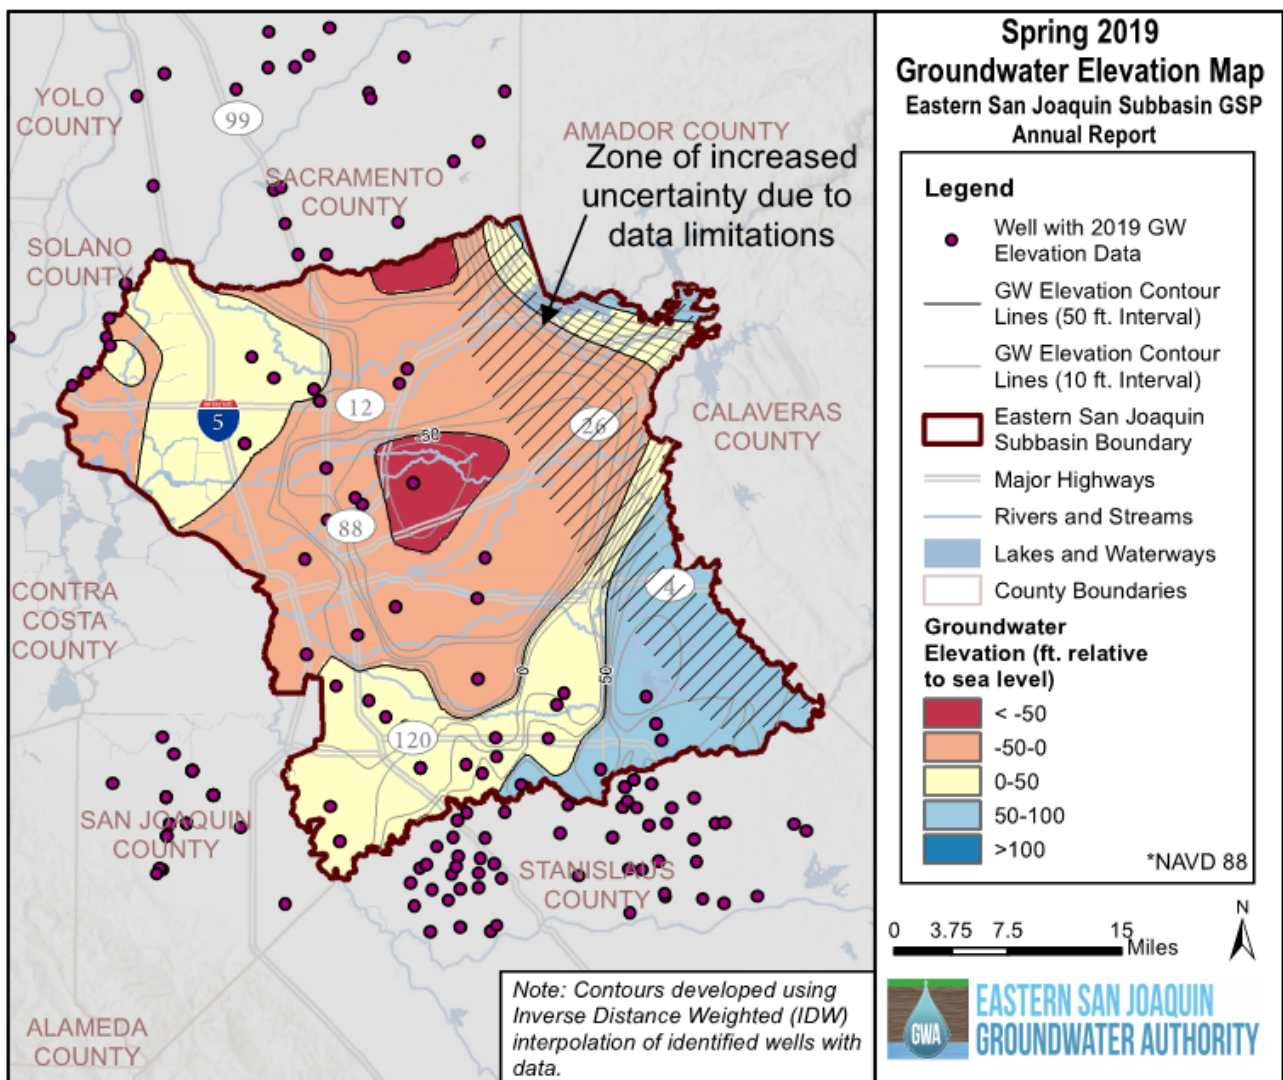 Spring 2019
Groundwater Elevation Map
Eastern San Joaquin Subbasin GSP
Annual Report
Legend
Well with 2019 GW
Elevation Data
GW Elevation Contour
Lines (50 ft. Interval)
GW Elevation Contour
Lines (10 ft. Interval)
Eastern San Joaquin
Subbasin Boundary
Major Highways
Rivers and Streams
Lakes and Waterways
County Boundaries
Groundwater
Elevation (ft. relative
to sea level)
< -50
-50-0
0-50
50-100
>100
*NAVD 88
0 3.75 7.5 15
Miles
N
GWA
EASTERN SAN JOAQUIN
GROUNDWATER AUTHORITY
YOLO
COUNTY
99
SACRAMENTO
COUNTY
AMADOR COUNTY
Zone of increased
uncertainty due to
data limitations
SOLANO
COUNTY
5
12
26
CALAVERAS
COUNTY
-50
88
4
CONTRA
COSTA
COUNTY
0
50
120
SAN JOAQUIN
COUNTY
STANISLAUS
COUNTY
ALAMEDA
COUNTY
Note: Contours developed using
Inverse Distance Weighted (IDW)
interpolation of identified wells with
data.